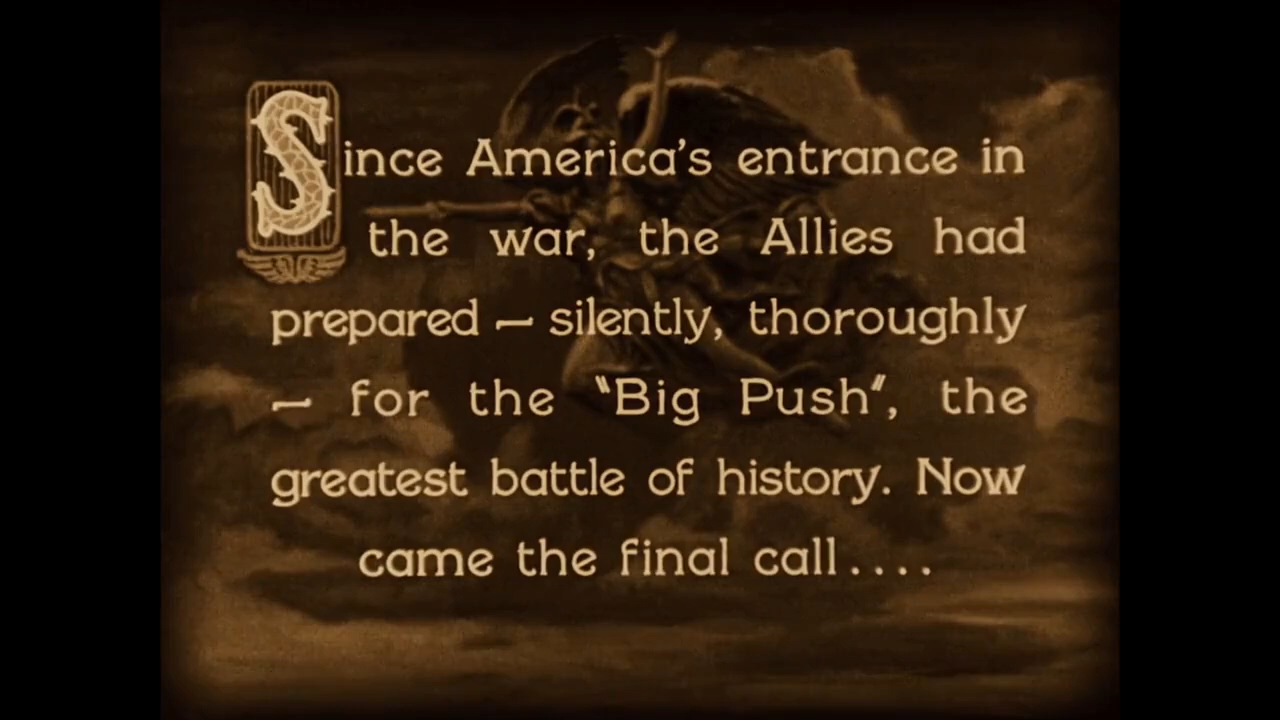 Since America's entrance in
the war, the Allies had
prepared — silently, thoroughly
— for the "Big Push", the
greatest battle of history. Now
came the final call....